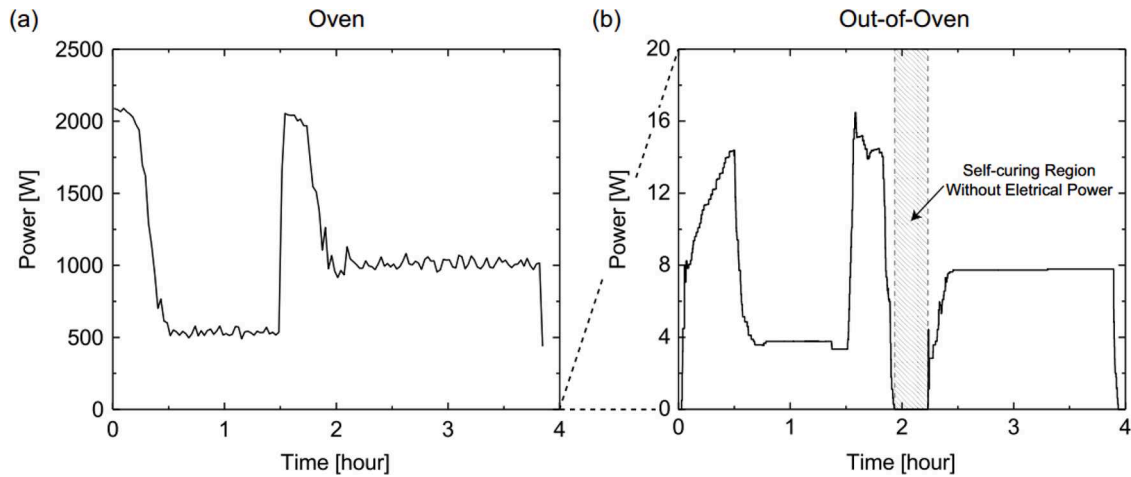 (a)
Oven
Power [W]
2500
2000
1500
1000
500
0
0 1 2 3 4
Time [hour]
(b)
Out-of-Oven
Power [W]
20
16
12
8
4
0
Self-curing Region
Without Eletrical Power
0 1 2 3 4
Time [hour]